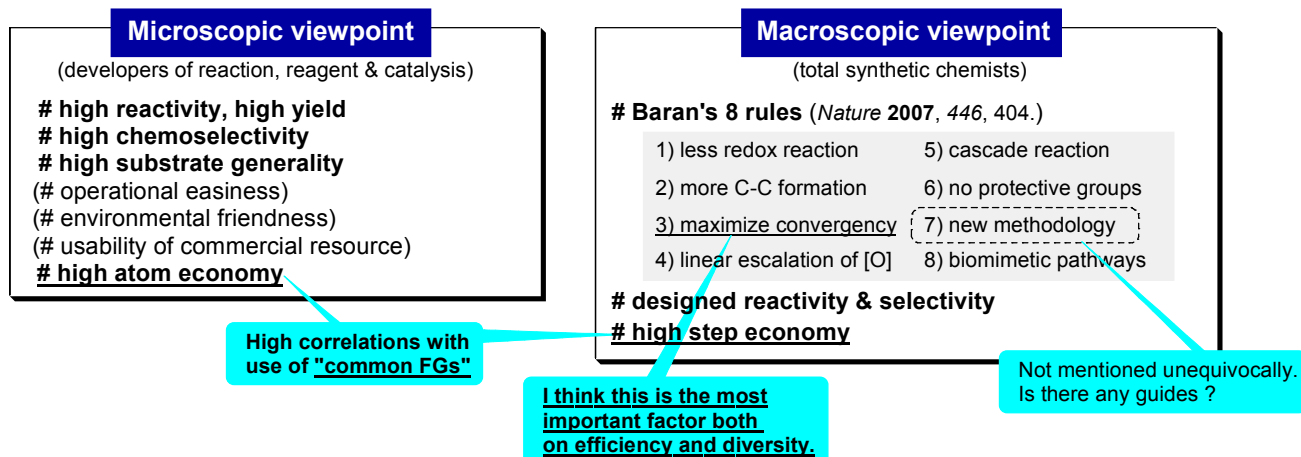 Microscopic viewpoint
(developers of reaction, reagent & catalysis)
# high reactivity, high yield
# high chemoselectivity
# high substrate generality
(# operational easiness)
(# environmental friendness)
(# usability of commercial resource)
# high atom economy
High correlations with
use of "common FGs"
Macroscopic viewpoint
(total synthetic chemists)
# Baran's 8 rules (Nature 2007, 446, 404.)
1) less redox reaction
2) more C-C formation
3) maximize convergency
4) linear escalation of [O]
5) cascade reaction
6) no protective groups
7) new methodology
8) biomimetic pathways
# designed reactivity & selectivity
# high step economy
I think this is the most
important factor both
on efficiency and diversity.
Not mentioned unequivocally.
Is there any guides ?